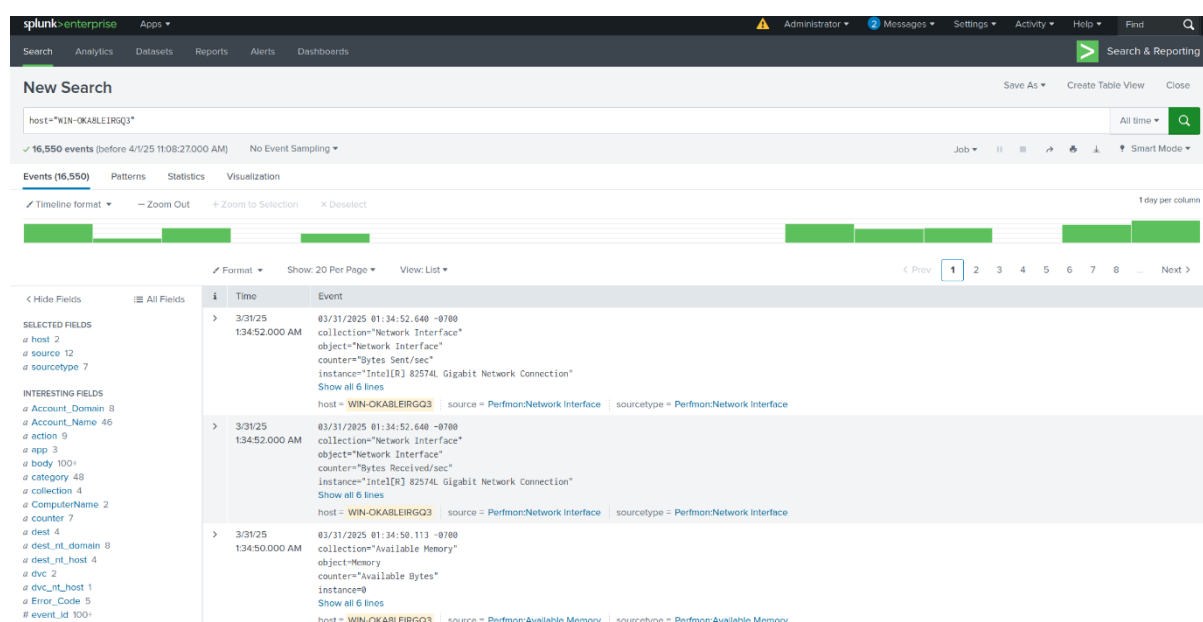 splunk>enterprise Apps ▾ Administrator ▾ 2 Messages ▾ Settings ▾ Activity ▾ Help ▾ Find
Search Analytics Datasets Reports Alerts Dashboards > Search & Reporting
New Search Save As ▾ Create Table View Close
host="WIN-OKA8LEIRGQ3" All time ▾
✓ 16,550 events (before 4/1/25 11:08:27.000 AM) No Event Sampling ▾ Job ▾ Smart Mode ▾
Events (16,550) Patterns Statistics Visualization
Timeline format ▾ — Zoom Out + Zoom to Selection × Deselect 1 day per column
Format ▾ Show: 20 Per Page ▾ View: List ▾ < Prev 1 2 3 4 5 6 7 8 ... Next >
< Hide Fields All Fields
SELECTED FIELDS
a host 2
a source 12
a sourcetype 7
INTERESTING FIELDS
a Account_Domain 8
a Account_Name 46
a action 9
a app 3
a body 100+
a category 48
a collection 4
a ComputerName 2
a counter 7
a dest 4
a dest_nt_domain 8
a dest_nt_host 4
a dvc 2
a dvc_nt_host 1
a Error_Code 5
# event_id 100+
i Time Event
> 3/31/25 03/31/2025 01:34:52.640 -0700
1:34:52.000 AM collection="Network Interface"
object="Network Interface"
counter="Bytes Sent/sec"
instance="Intel[R] 82574L Gigabit Network Connection"
Show all 6 lines
host = WIN-OKA8LEIRGQ3 source = Perfmon:Network Interface sourcetype = Perfmon:Network Interface
> 3/31/25 03/31/2025 01:34:52.640 -0700
1:34:52.000 AM collection="Network Interface"
object="Network Interface"
counter="Bytes Received/sec"
instance="Intel[R] 82574L Gigabit Network Connection"
Show all 6 lines
host = WIN-OKA8LEIRGQ3 source = Perfmon:Network Interface sourcetype = Perfmon:Network Interface
> 3/31/25 03/31/2025 01:34:50.113 -0700
1:34:50.000 AM collection="Available Memory"
object=Memory
counter="Available Bytes"
instance=0
Show all 6 lines
host = WIN-OKA8LEIRGQ3 source = Perfmon:Available Memory sourcetype = Perfmon:Available Memory